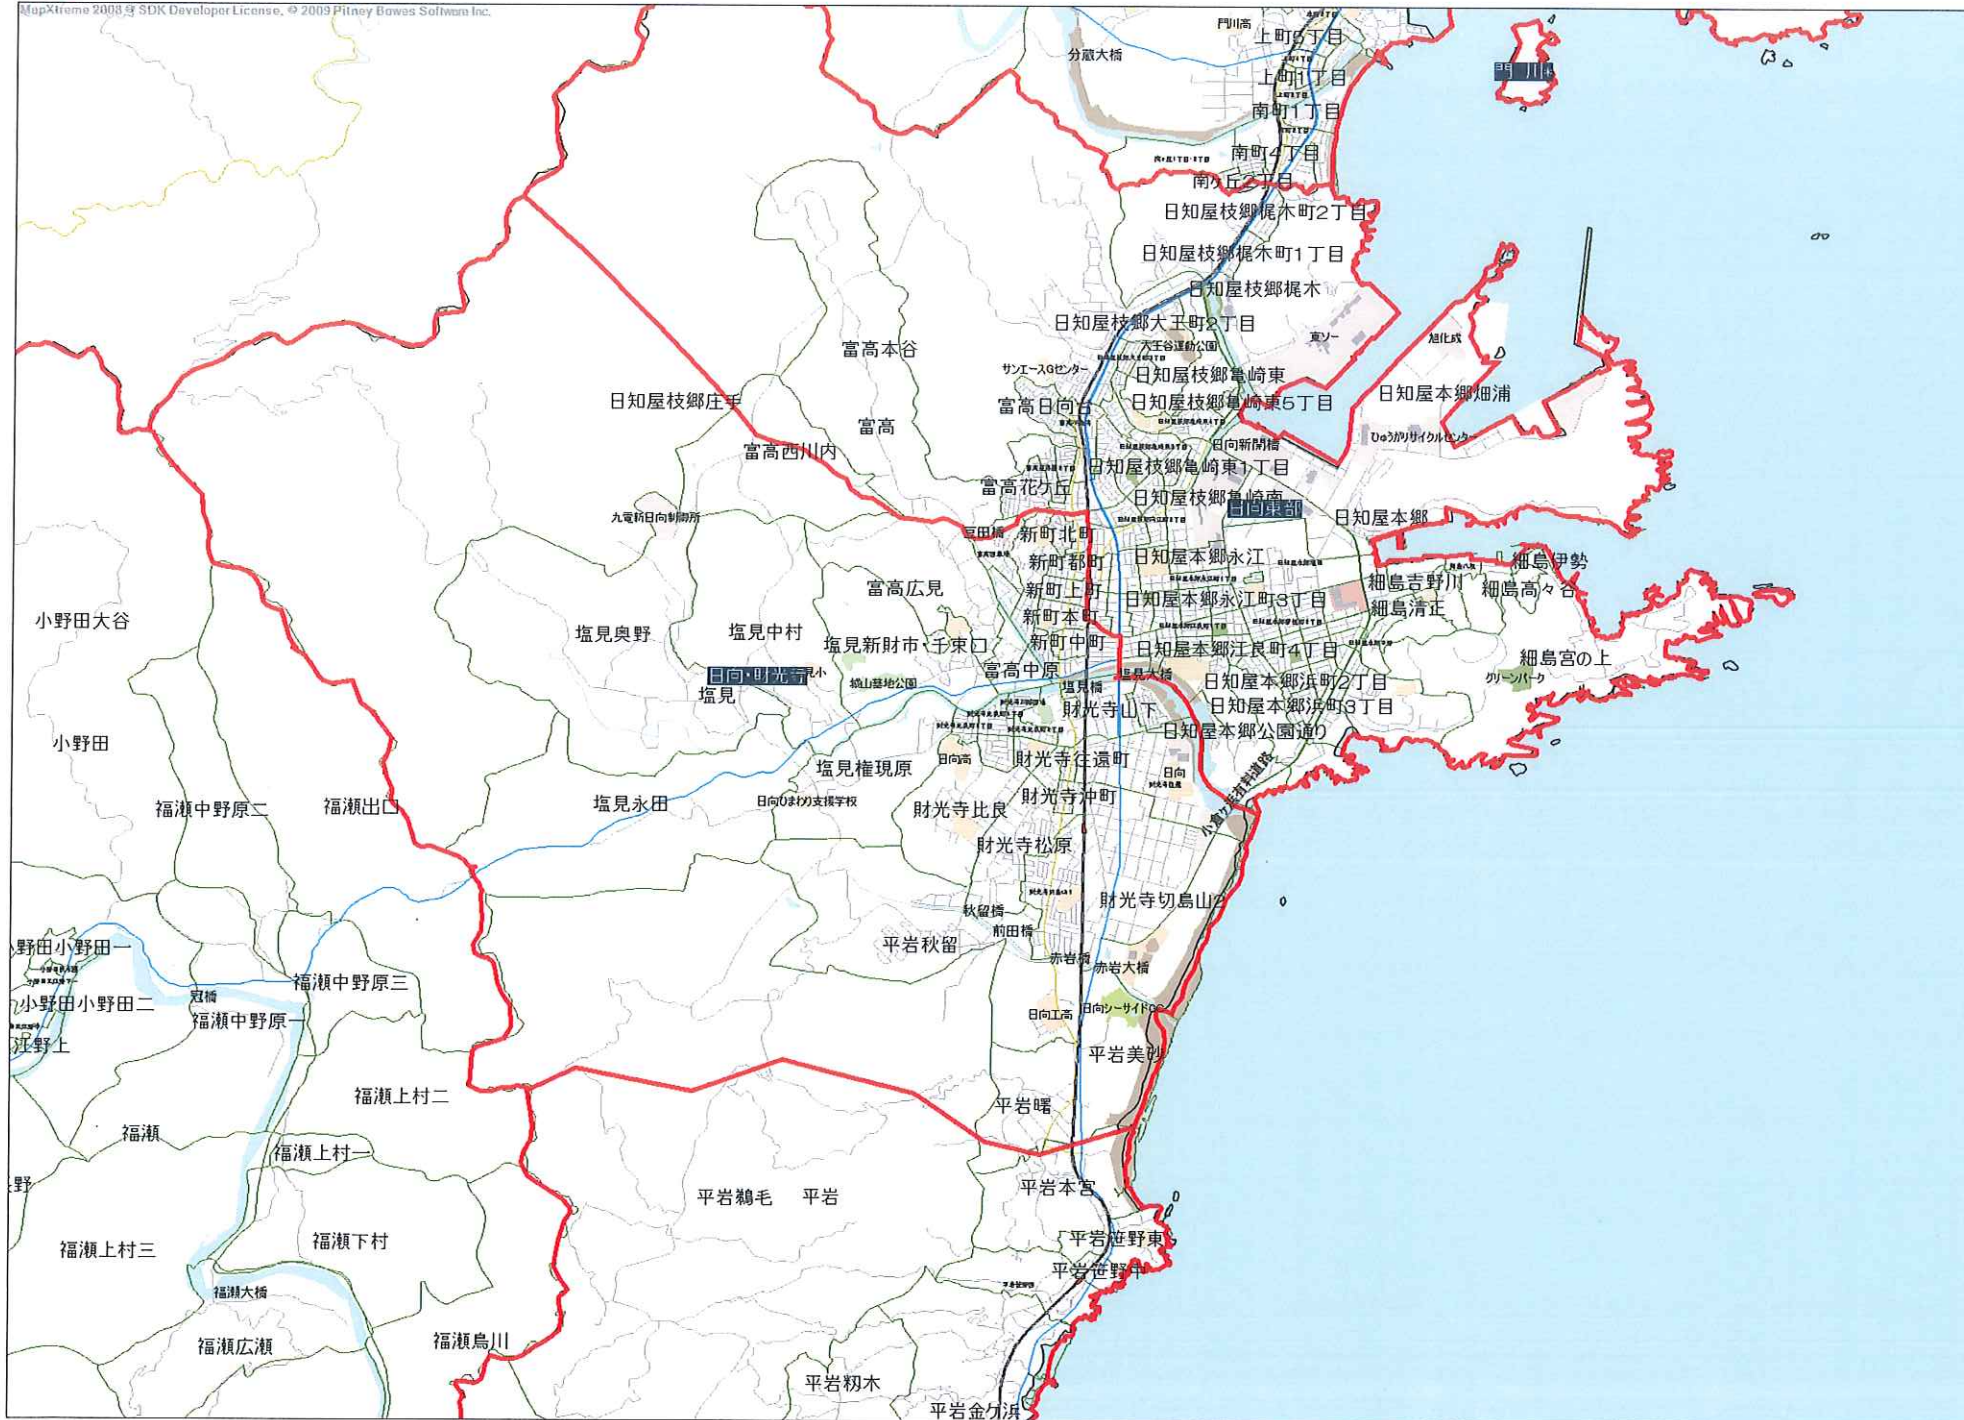 MapXtreme 2008 ® SDK Developer License, © 2009 Pitney Bowes Software Inc.
門川高
上町6丁目
分蔵大橋
上町1丁目
門川
南町1丁目
南町4丁目
南ケ丘2丁目
日知屋枝郷梶木町2丁目
日知屋枝郷梶木町1丁目
日知屋枝郷梶木
日知屋枝郷大王町2丁目
大王谷運動公園
東ソー
旭化成
富高本谷
サンエースGセンター
日知屋枝郷亀崎東
日知屋本郷畑浦
日知屋枝郷庄手
富高日向台
日知屋枝郷亀崎東5丁目
富高
日向新開橋
ひゅうがリサイクルセンター
富高西川内
日知屋枝郷亀崎東1丁目
富高花ケ丘
日知屋枝郷亀崎南
日向東部
九電新日向制御所
日知屋本郷
豆田橋
新町北町
新町都町
日知屋本郷永江
細島伊勢
富高広見
新町上町
日知屋本郷永江町3丁目
細島吉野川
細島高々谷
細島清正
新町本町
小野田大谷
塩見奥野
塩見中村
塩見新財市・千束口
新町中町
日知屋本郷江良町4丁目
細島宮の上
富高中原
日向・財光寺
見小
城山墓地公園
塩見橋
塩見大橋
日知屋本郷浜町2丁目
グリーンパーク
塩見
財光寺山下
日知屋本郷浜町3丁目
日知屋本郷公園通り
小野田
日向高
財光寺往還町
塩見権現原
日向
小倉ケ浜有料道路
福瀬中野原二
福瀬出口
塩見永田
日向ひまわり支援学校
財光寺比良
財光寺沖町
財光寺松原
財光寺切島山2
秋留橋
前田橋
平岩秋留
小野田小野田一
赤岩橋
赤岩大橋
福瀬中野原三
小野田小野田二
冠橋
福瀬中野原一
日向工高
日向シーサイドCC
江野上
平岩美砂
福瀬上村二
平岩曙
福瀬
福瀬上村一
平岩鵜毛
平岩
平岩本宮
福瀬上村三
福瀬下村
平岩笹野東
平岩笹野中
福瀬大橋
福瀬広瀬
福瀬鳥川
平岩籾木
平岩金ケ浜